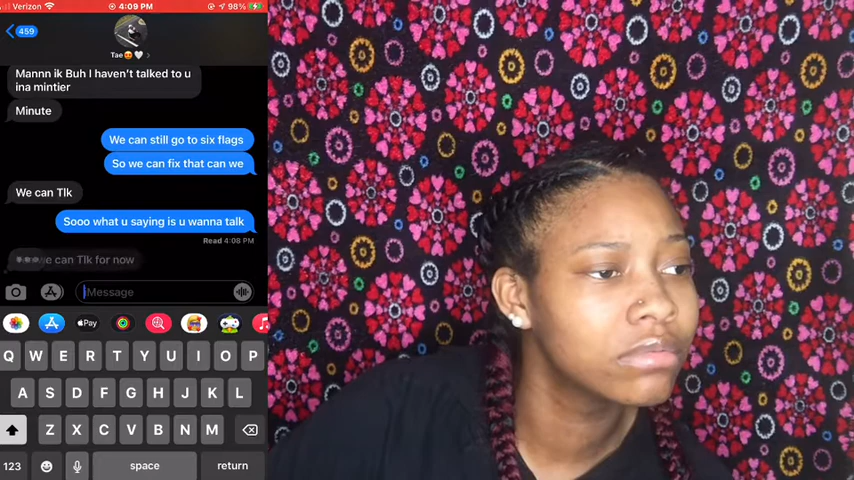 Verizon 4:09 PM 98%
459
Tae😍🤍
Mannn ik Buh I haven't talked to u
ina mintier
Minute
We can still go to six flags
So we can fix that can we
We can Tlk
Sooo what u saying is u wanna talk
Read 4:08 PM
e can Tlk for now
Message
Pay
Q W E R T Y U I O P
A S D F G H J K L
Z X C V B N M
123 space return